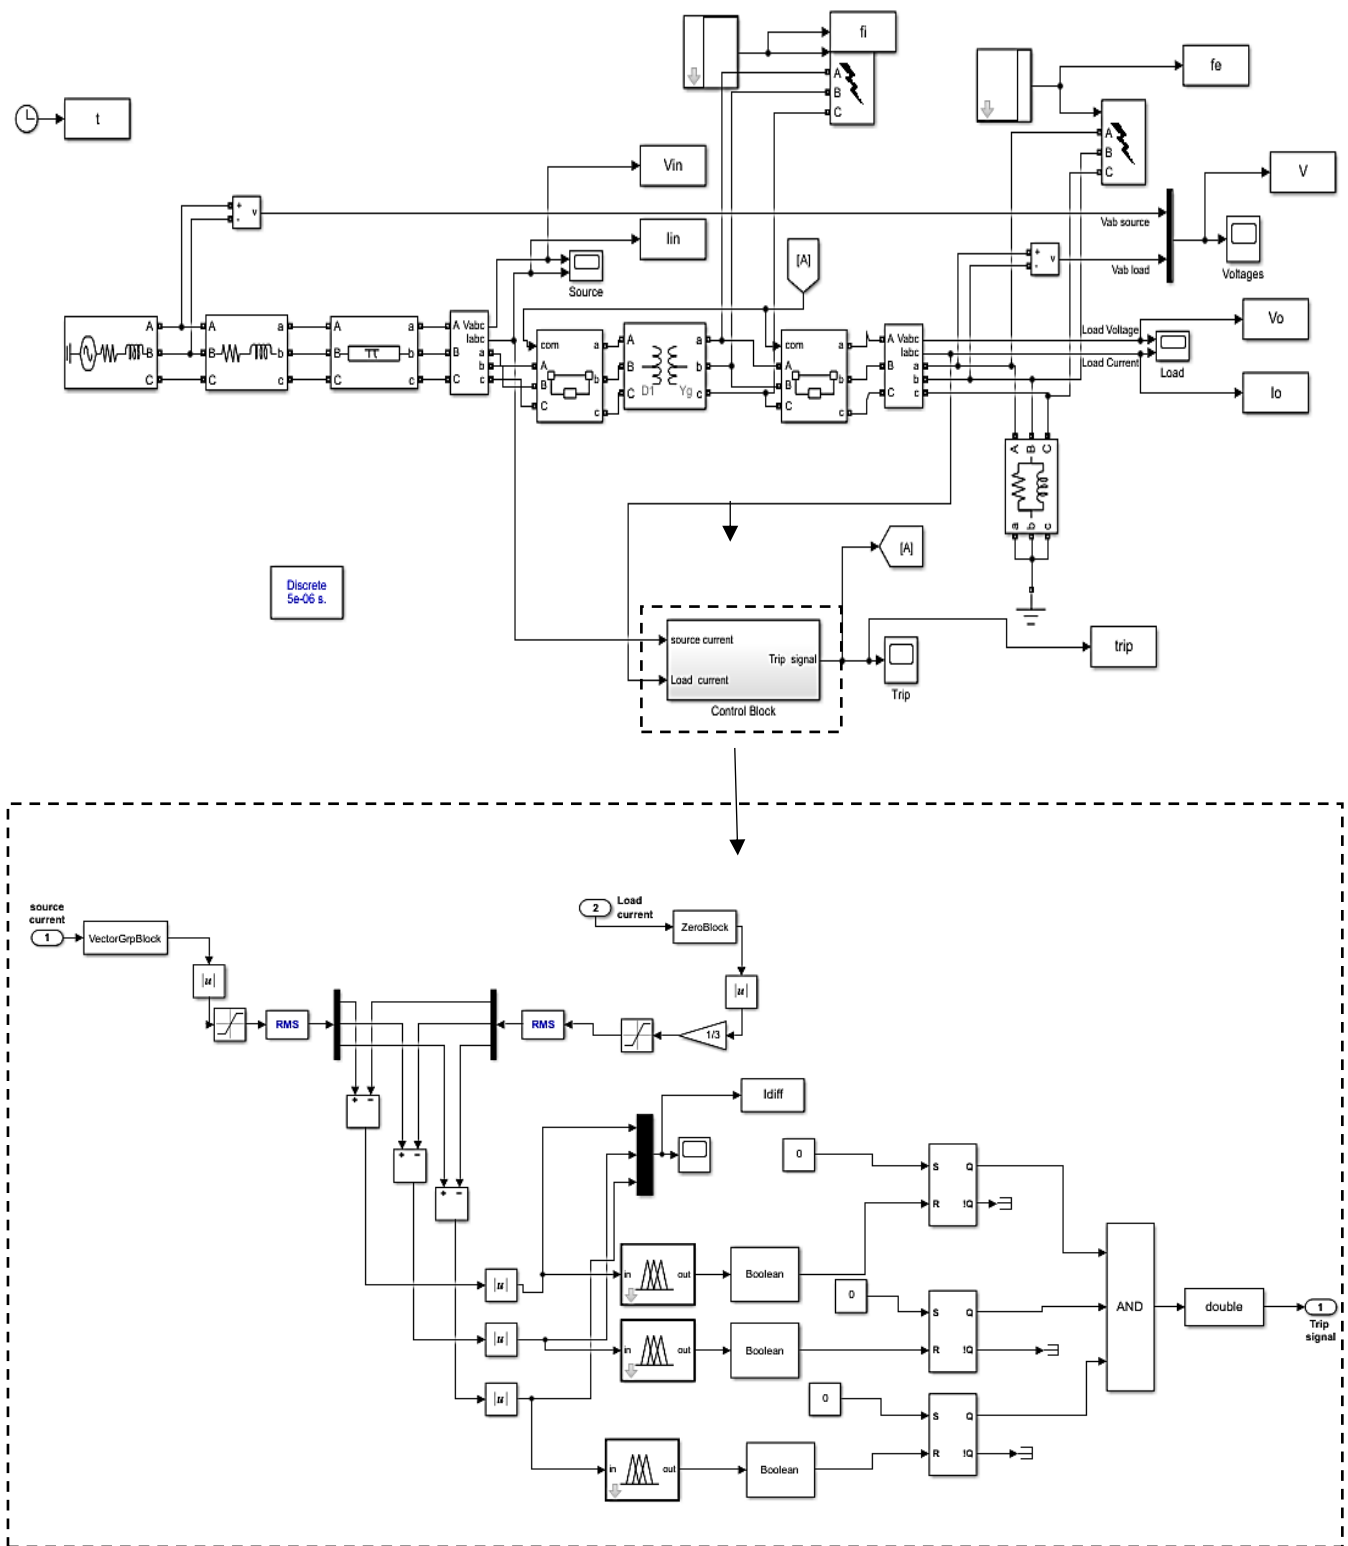 fi
A
B
C
fe
A
B
C
t
Vin
V
+
-
v
Vab source
Iin
[A]
+
-
v
Vab load
Voltages
Source
A
B
C
A
B
C
a
b
c
A
B
C
a
b
c
A
B
C
Vabc
Iabc
a
b
c
com
A
B
C
a
b
c
A
B
C
D1
Yg
a
b
c
com
A
B
C
a
b
c
A
B
C
Vabc
Iabc
a
b
c
Load Voltage
Load Current
Load
Vo
Io
A B C
a b c
[A]
Discrete
5e-06 s.
source current
Load current
Trip signal
Control Block
Trip
trip
source
current
1
VectorGrpBlock
|u|
RMS
2
Load
current
ZeroBlock
|u|
1/3
RMS
+ -
+ -
+ -
Idiff
0
S Q
R !Q
|u|
in out
Boolean
0
S Q
R !Q
|u|
in out
Boolean
0
S Q
R !Q
|u|
in out
Boolean
AND
double
1
Trip
signal